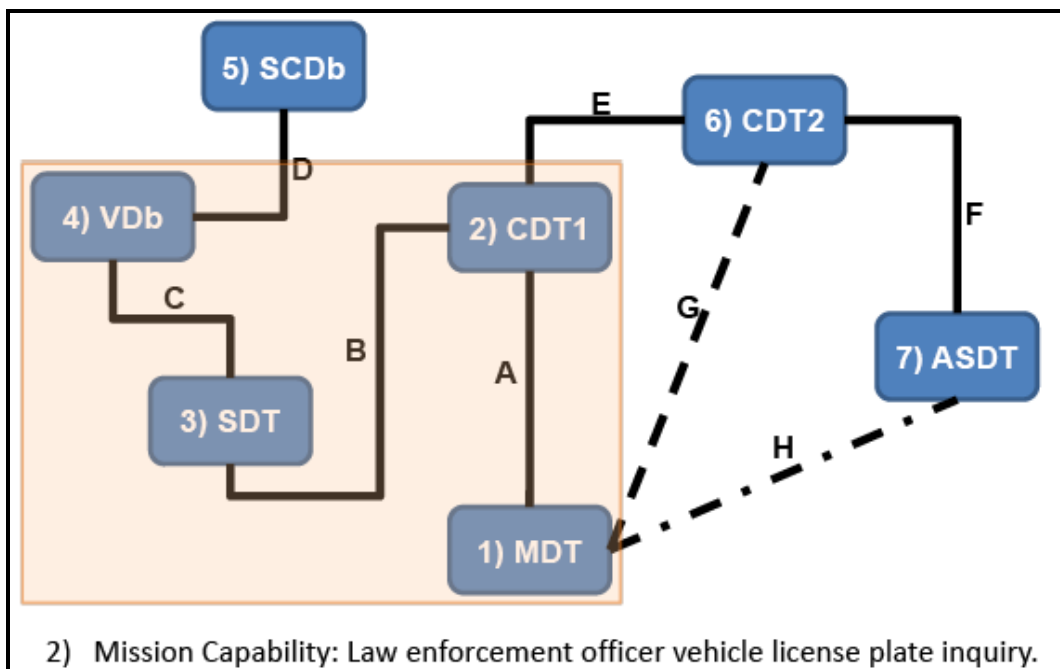 5) SCDb
E
6) CDT2
D
4) VDb
2) CDT1
F
C
G
B
A
7) ASDT
3) SDT
H
1) MDT
2) Mission Capability: Law enforcement officer vehicle license plate inquiry.